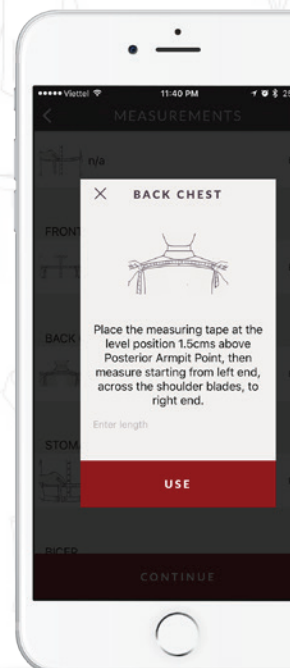 Viettel 11:40 PM
MEASUREMENTS
n/a
BACK CHEST
FRONT
Place the measuring tape at the
level position 1.5cms above
Posterior Armpit Point, then
measure starting from left end,
across the shoulder blades, to
right end.
BACK
Enter length
STOM
USE
BICEP
CONTINUE